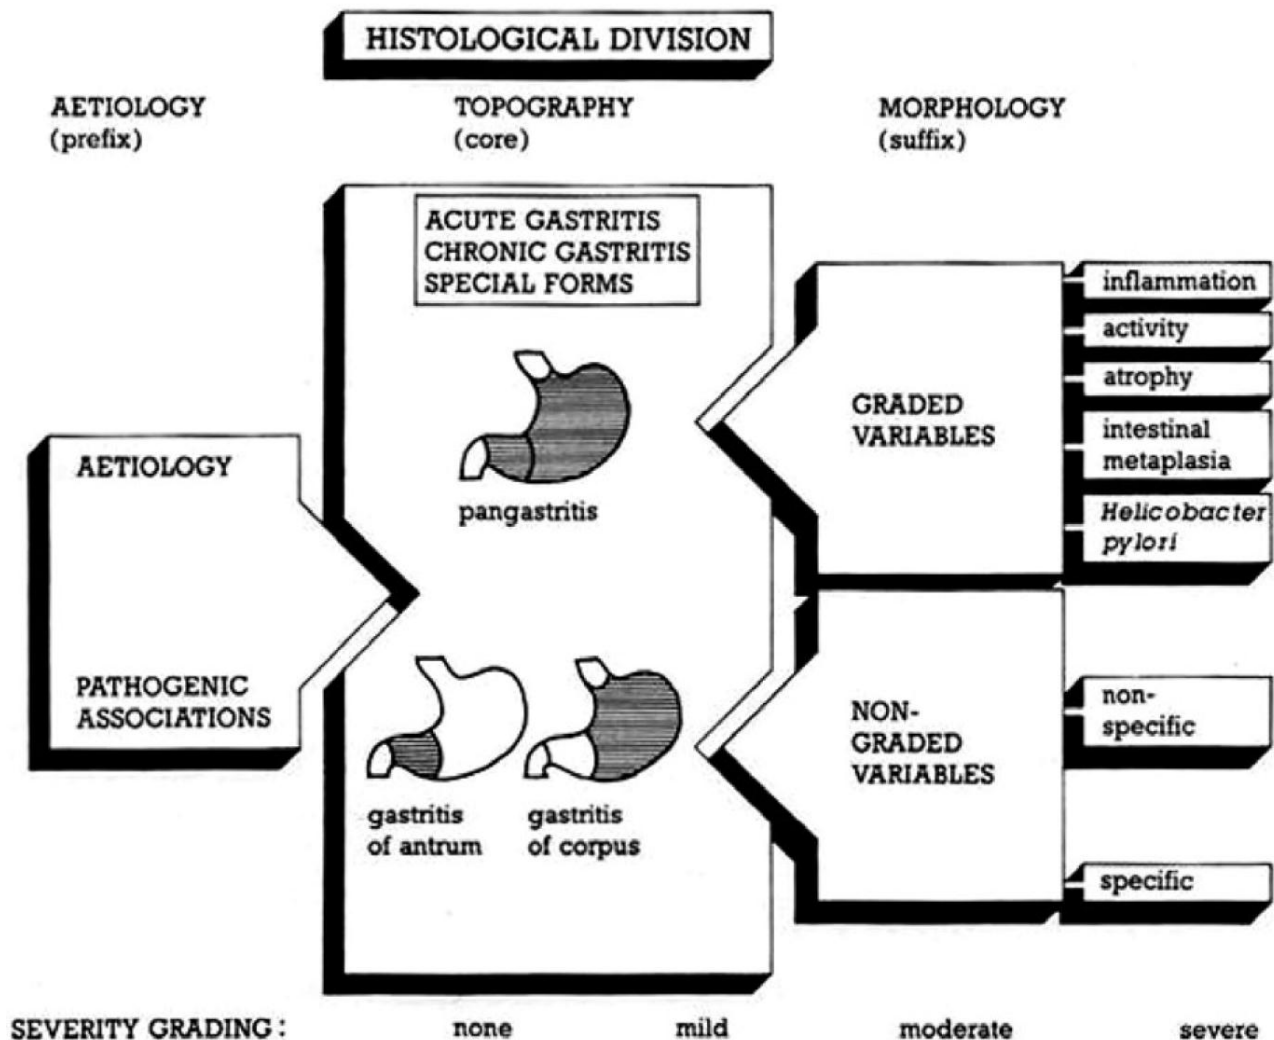 HISTOLOGICAL DIVISION
AETIOLOGY
(prefix)
TOPOGRAPHY
(core)
MORPHOLOGY
(suffix)
AETIOLOGY
PATHOGENIC
ASSOCIATIONS
ACUTE GASTRITIS
CHRONIC GASTRITIS
SPECIAL FORMS
pangastritis
gastritis
of antrum
gastritis
of corpus
GRADED
VARIABLES
inflammation
activity
atrophy
intestinal
metaplasia
Helicobacter
pylori
NON-
GRADED
VARIABLES
non-
specific
specific
SEVERITY GRADING: none mild moderate severe